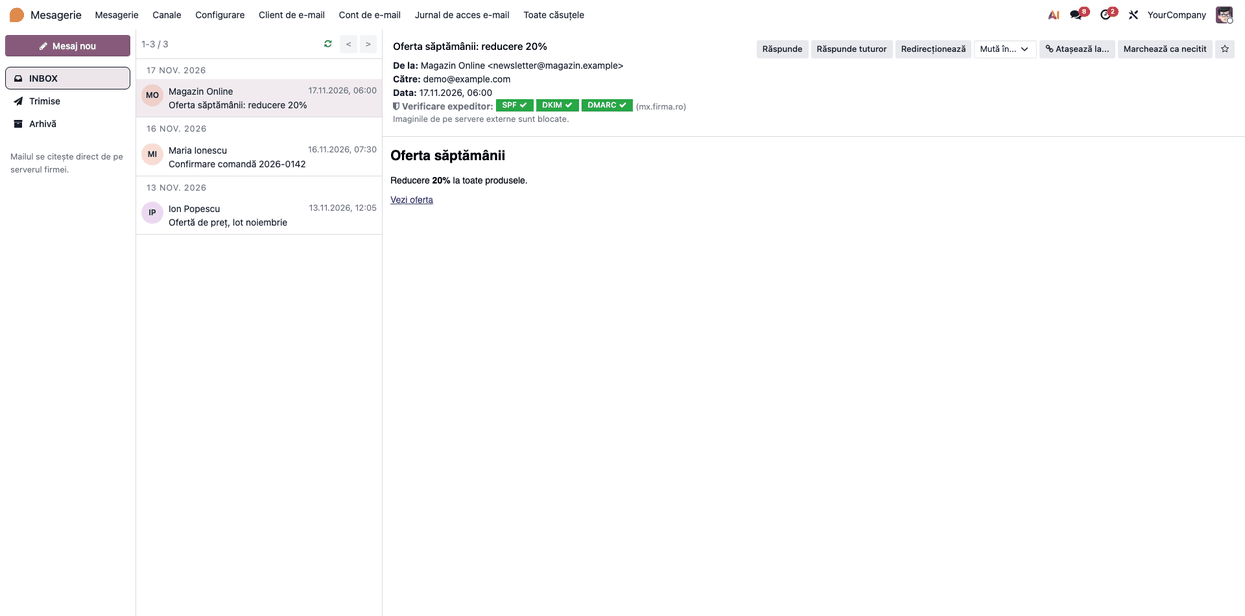 Mesagerie Mesagerie Canale Configurare Client de e-mail Cont de e-mail Jurnal de acces e-mail Toate căsuțele AI 8 2 YourCompany
Mesaj nou
INBOX
Trimise
Arhivă
Mailul se citește direct de pe
serverul firmei.
1-3 / 3 < >
17 NOV. 2026
MO Magazin Online 17.11.2026, 06:00
Oferta săptămânii: reducere 20%
16 NOV. 2026
MI Maria Ionescu 16.11.2026, 07:30
Confirmare comandă 2026-0142
13 NOV. 2026
IP Ion Popescu 13.11.2026, 12:05
Ofertă de preț, lot noiembrie
Oferta săptămânii: reducere 20%
Răspunde Răspunde tuturor Redirecționează Mută în... Atașează la... Marchează ca necitit
De la: Magazin Online <newsletter@magazin.example>
Către: demo@example.com
Data: 17.11.2026, 06:00
Verificare expeditor: SPF DKIM DMARC (mx.firma.ro)
Imaginile de pe servere externe sunt blocate.
Oferta săptămânii
Reducere 20% la toate produsele.
Vezi oferta